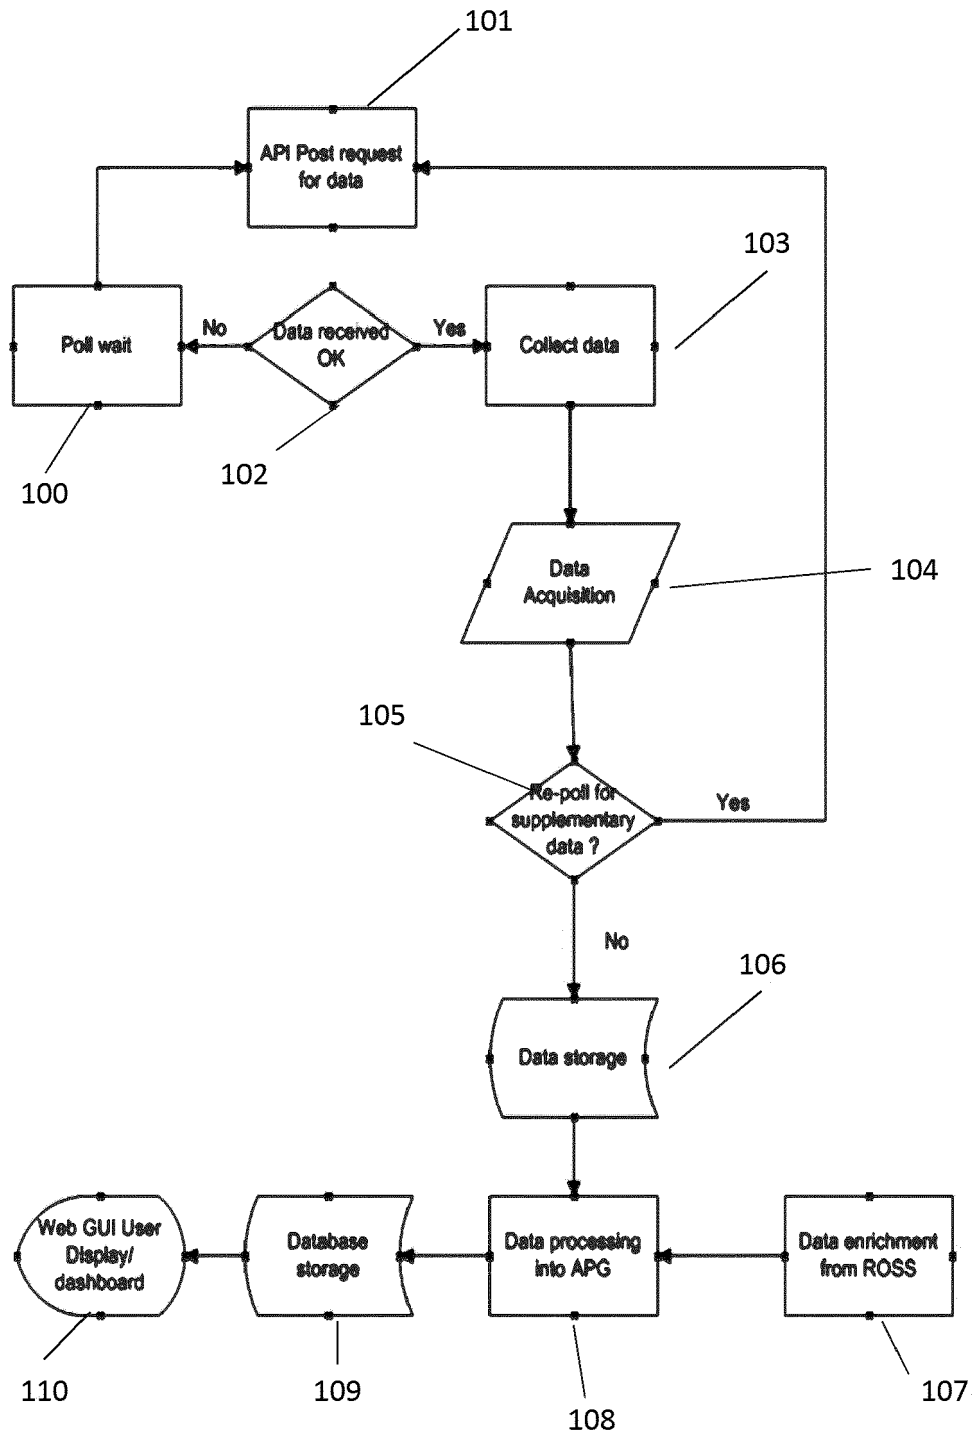 101
API Post request
for data
103
Poll wait
No
Data received
OK
Yes
Collect data
100
102
Data
Acquisition
104
105
Re-poll for
supplementary
data ?
Yes
No
106
Data storage
Web GUI User
Display/
dashboard
Database
storage
Data processing
into APG
Data enrichment
from ROSS
110
109
108
107